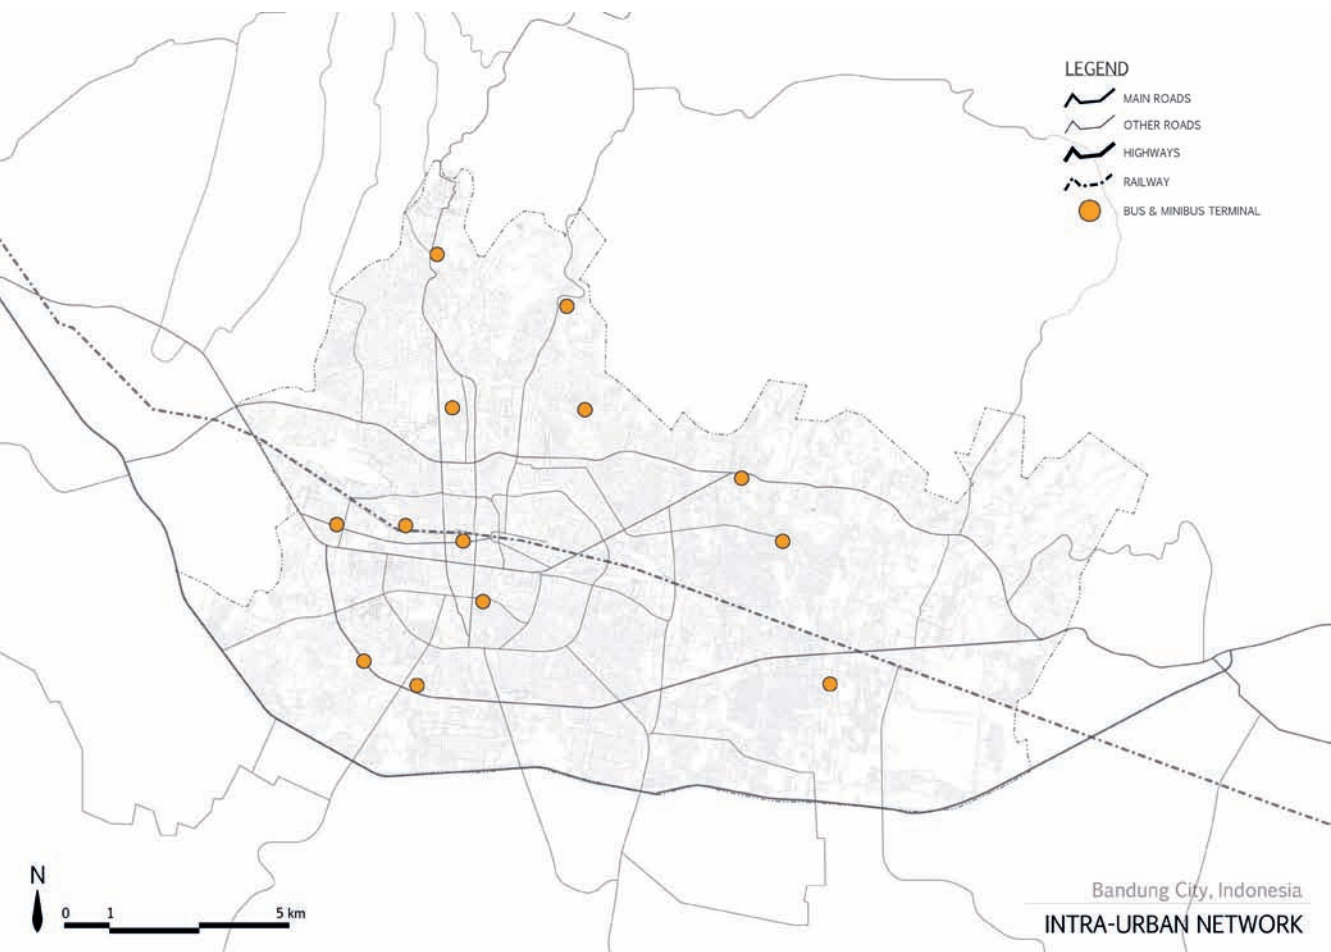 LEGEND
MAIN ROADS
OTHER ROADS
HIGHWAYS
RAILWAY
BUS & MINIBUS TERMINAL
N
0 1 5 km
Bandung City, Indonesia
INTRA-URBAN NETWORK